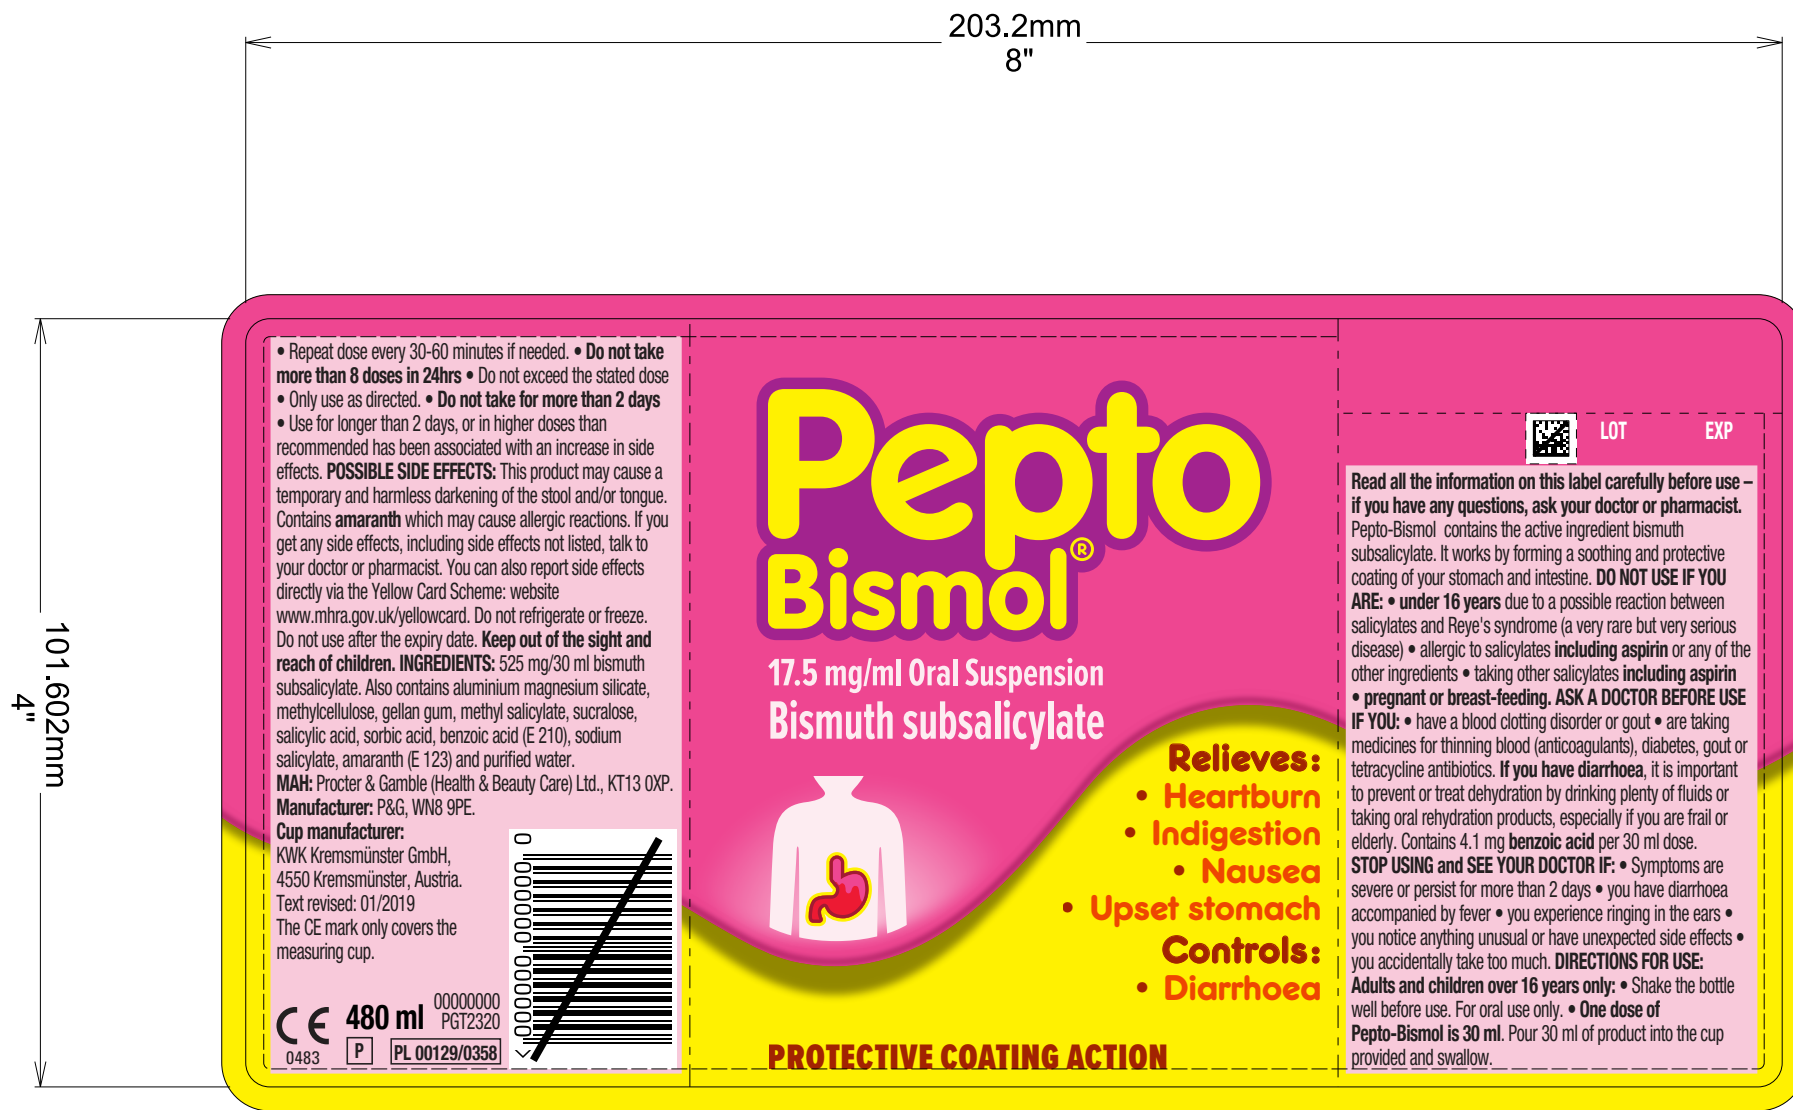 203.2mm
8"
101.602mm
4"
• Repeat dose every 30-60 minutes if needed. • Do not take
more than 8 doses in 24hrs • Do not exceed the stated dose
• Only use as directed. • Do not take for more than 2 days
• Use for longer than 2 days, or in higher doses than
recommended has been associated with an increase in side
effects. POSSIBLE SIDE EFFECTS: This product may cause a
temporary and harmless darkening of the stool and/or tongue.
Contains amaranth which may cause allergic reactions. If you
get any side effects, including side effects not listed, talk to
your doctor or pharmacist. You can also report side effects
directly via the Yellow Card Scheme: website
www.mhra.gov.uk/yellowcard. Do not refrigerate or freeze.
Do not use after the expiry date. Keep out of the sight and
reach of children. INGREDIENTS: 525 mg/30 ml bismuth
subsalicylate. Also contains aluminium magnesium silicate,
methylcellulose, gellan gum, methyl salicylate, sucralose,
salicylic acid, sorbic acid, benzoic acid (E 210), sodium
salicylate, amaranth (E 123) and purified water.
MAH: Procter & Gamble (Health & Beauty Care) Ltd., KT13 0XP.
Manufacturer: P&G, WN8 9PE.
Cup manufacturer:
KWK Kremsmünster GmbH,
4550 Kremsmünster, Austria.
Text revised: 01/2019
The CE mark only covers the
measuring cup.
CE
0483
480 ml
P
00000000
PGT2320
PL 00129/0358
< 000000 000000 0
Pepto
Bismol®
17.5 mg/ml Oral Suspension
Bismuth subsalicylate
Relieves:
• Heartburn
• Indigestion
• Nausea
• Upset stomach
Controls:
• Diarrhoea
PROTECTIVE COATING ACTION
LOT EXP
Read all the information on this label carefully before use –
if you have any questions, ask your doctor or pharmacist.
Pepto-Bismol contains the active ingredient bismuth
subsalicylate. It works by forming a soothing and protective
coating of your stomach and intestine. DO NOT USE IF YOU
ARE: • under 16 years due to a possible reaction between
salicylates and Reye's syndrome (a very rare but very serious
disease) • allergic to salicylates including aspirin or any of the
other ingredients • taking other salicylates including aspirin
• pregnant or breast-feeding. ASK A DOCTOR BEFORE USE
IF YOU: • have a blood clotting disorder or gout • are taking
medicines for thinning blood (anticoagulants), diabetes, gout or
tetracycline antibiotics. If you have diarrhoea, it is important
to prevent or treat dehydration by drinking plenty of fluids or
taking oral rehydration products, especially if you are frail or
elderly. Contains 4.1 mg benzoic acid per 30 ml dose.
STOP USING and SEE YOUR DOCTOR IF: • Symptoms are
severe or persist for more than 2 days • you have diarrhoea
accompanied by fever • you experience ringing in the ears •
you notice anything unusual or have unexpected side effects •
you accidentally take too much. DIRECTIONS FOR USE:
Adults and children over 16 years only: • Shake the bottle
well before use. For oral use only. • One dose of
Pepto-Bismol is 30 ml. Pour 30 ml of product into the cup
provided and swallow.